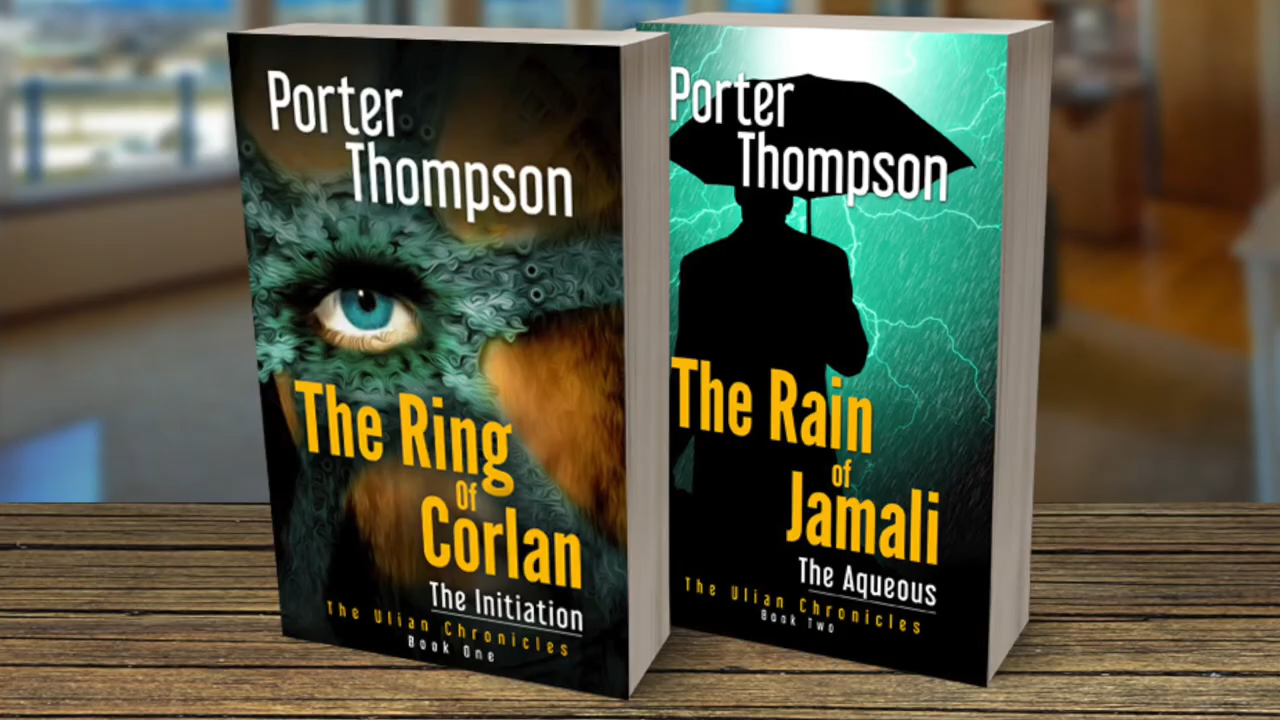 Porter
Thompson
The Ring
Of
Corlan
The Initiation
The Ulian Chronicles
Book One
Porter
Thompson
The Rain
of
Jamali
The Aqueous
The Ulian Chronicles
Book Two